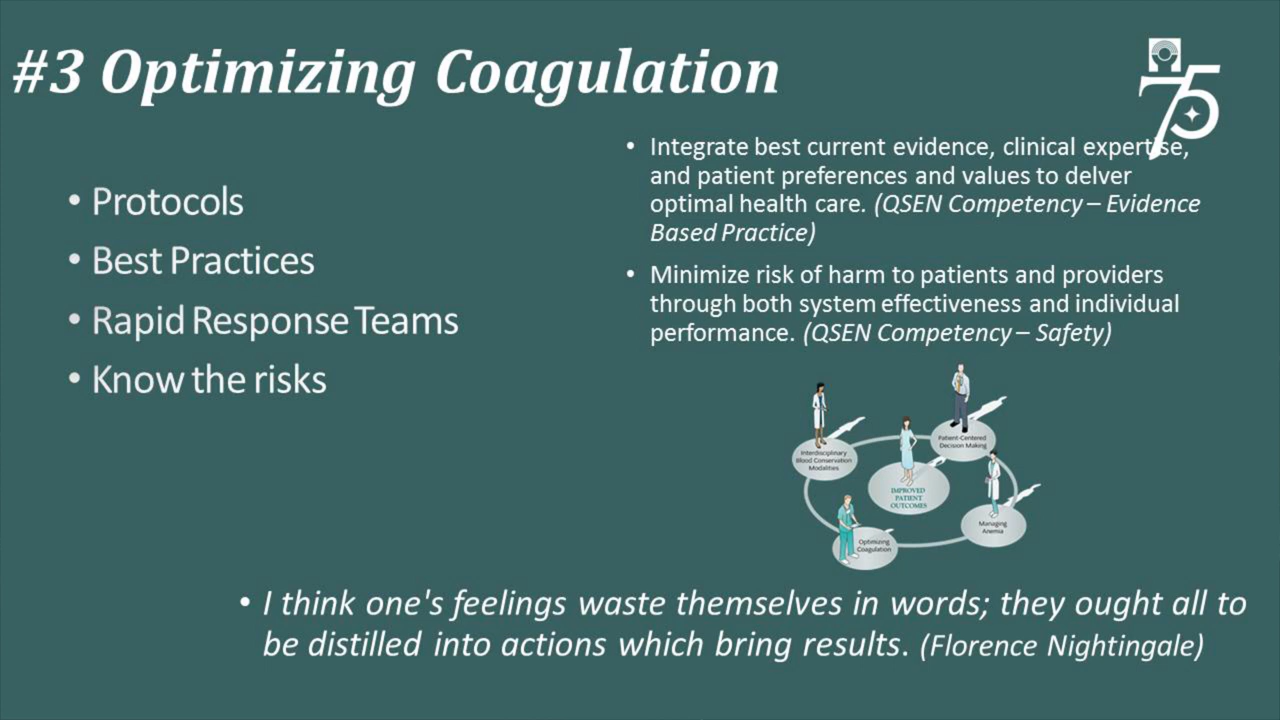 #3 Optimizing Coagulation
75
• Protocols
• Best Practices
• Rapid Response Teams
• Know the risks
• Integrate best current evidence, clinical expertise,
and patient preferences and values to delver
optimal health care. (QSEN Competency – Evidence
Based Practice)
• Minimize risk of harm to patients and providers
through both system effectiveness and individual
performance. (QSEN Competency – Safety)
Patient-Centered
Decision Making
Interdisciplinary
Blood Conservation
Modalities
IMPROVED
PATIENT
OUTCOMES
Managing
Anemia
Optimizing
Coagulation
• I think one's feelings waste themselves in words; they ought all to
be distilled into actions which bring results. (Florence Nightingale)